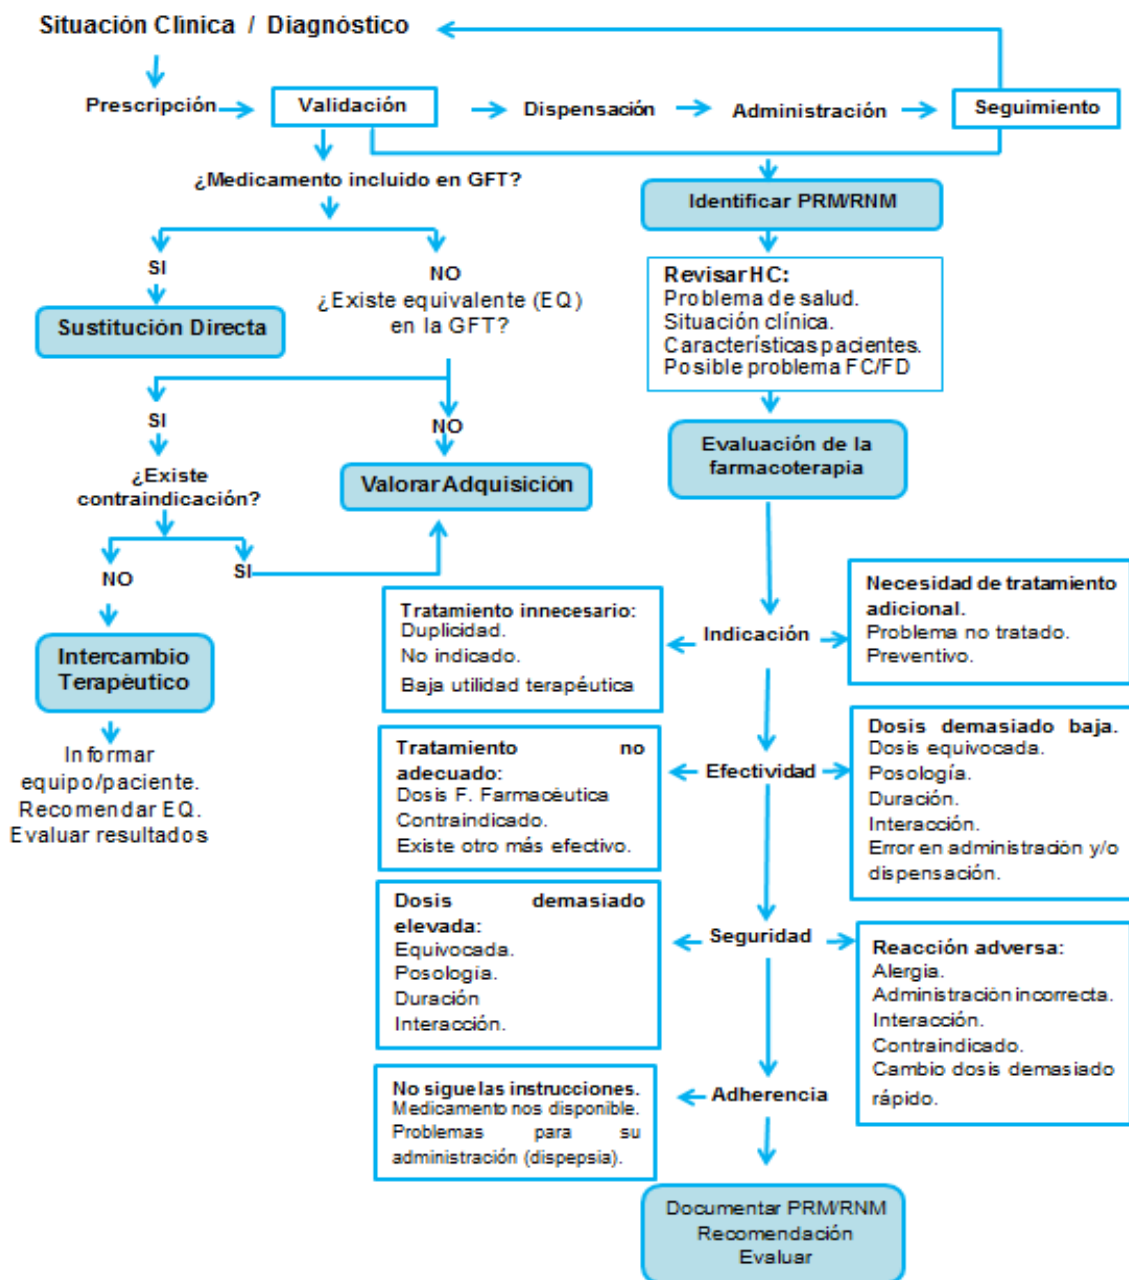 Situación Clínica / Diagnóstico
Prescripción
Validación
Dispensación
Administración
Seguimiento
¿Medicamento incluido en GFT?
SI
Sustitución Directa
NO
¿Existe equivalente (EQ)
en la GFT?
SI
NO
¿Existe
contraindicación?
Valorar Adquisición
NO
SI
Intercambio
Terapéutico
Informar
equipo/paciente.
Recomendar EQ.
Evaluar resultados
Identificar PRM/RNM
Revisar HC:
Problema de salud.
Situación clínica.
Características pacientes.
Posible problema FC/FD
Evaluación de la
farmacoterapia
Indicación
Tratamiento innecesario:
Duplicidad.
No indicado.
Baja utilidad terapéutica
Necesidad de tratamiento
adicional.
Problema no tratado.
Preventivo.
Efectividad
Tratamiento no
adecuado:
Dosis F. Farmacéutica
Contraindicado.
Existe otro más efectivo.
Dosis demasiado baja.
Dosis equivocada.
Posología.
Duración.
Interacción.
Error en administración y/o
dispensación.
Seguridad
Dosis demasiado
elevada:
Equivocada.
Posología.
Duración
Interacción.
Reacción adversa:
Alergia.
Administración incorrecta.
Interacción.
Contraindicado.
Cambio dosis demasiado
rápido.
Adherencia
No sigue las instrucciones.
Medicamento nos disponible.
Problemas para su
administración (dispepsia).
Documentar PRM/RNM
Recomendación
Evaluar